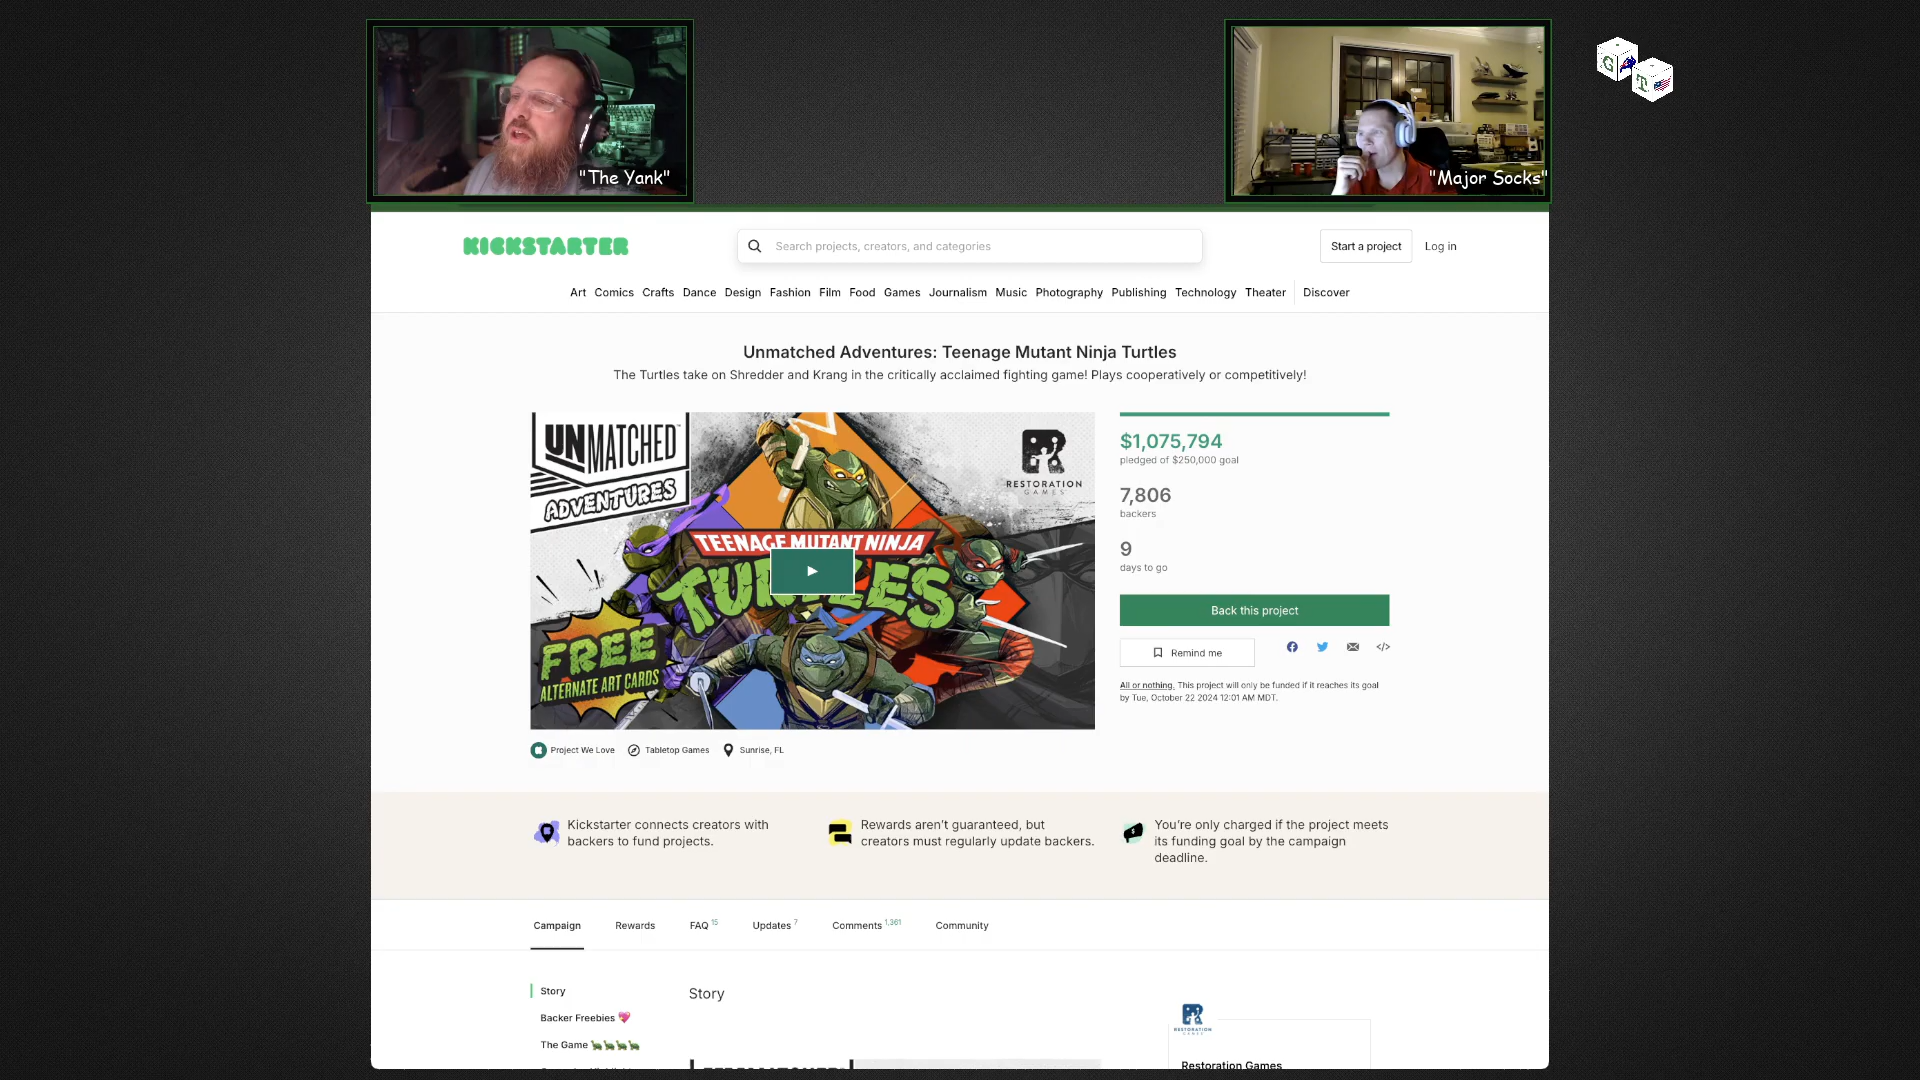 "The Yank"
"Major Socks"
G
T
KICKSTARTER
Search projects, creators, and categories
Start a project
Log in
Art Comics Crafts Dance Design Fashion Film Food Games Journalism Music Photography Publishing Technology Theater Discover
Unmatched Adventures: Teenage Mutant Ninja Turtles
The Turtles take on Shredder and Krang in the critically acclaimed fighting game! Plays cooperatively or competitively!
UNMATCHED
ADVENTURES
RESTORATION
GAMES
TEENAGE MUTANT NINJA
TURTLES
FREE
ALTERNATE ART CARDS
$1,075,794
pledged of $250,000 goal
7,806
backers
9
days to go
Back this project
Remind me
All or nothing. This project will only be funded if it reaches its goal
by Tue, October 22 2024 12:01 AM MDT.
Project We Love
Tabletop Games
Sunrise, FL
Kickstarter connects creators with
backers to fund projects.
Rewards aren't guaranteed, but
creators must regularly update backers.
You're only charged if the project meets
its funding goal by the campaign
deadline.
Campaign
Rewards
FAQ 15
Updates 7
Comments 1,361
Community
Story
Backer Freebies 💖
The Game 🐢🐢🐢🐢
Story
RESTORATION
GAMES
Restoration Games